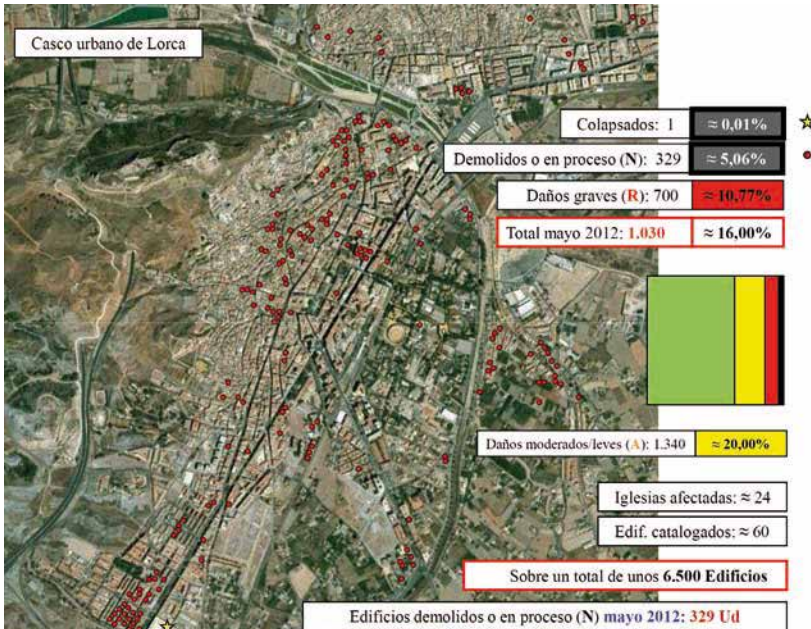 Casco urbano de Lorca
Colapsados: 1 ≈ 0,01%
Demolidos o en proceso (N): 329 ≈ 5,06%
Daños graves (R): 700 ≈ 10,77%
Total mayo 2012: 1.030 ≈ 16,00%
Daños moderados/leves (A): 1.340 ≈ 20,00%
Iglesias afectadas: ≈ 24
Edif. catalogados: ≈ 60
Sobre un total de unos 6.500 Edificios
Edificios demolidos o en proceso (N) mayo 2012: 329 Ud